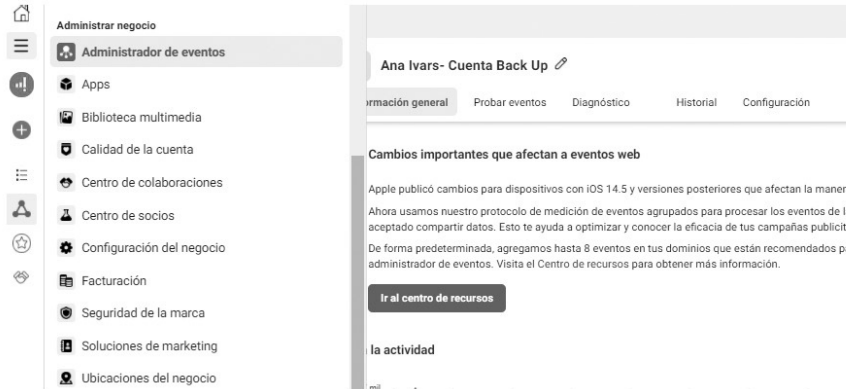 Administrar negocio
Administrador de eventos
Apps
Biblioteca multimedia
Calidad de la cuenta
Centro de colaboraciones
Centro de socios
Configuración del negocio
Facturación
Seguridad de la marca
Soluciones de marketing
Ubicaciones del negocio
Ana Ivars- Cuenta Back Up
ormación general Probar eventos Diagnóstico Historial Configuración
Cambios importantes que afectan a eventos web
Apple publicó cambios para dispositivos con iOS 14.5 y versiones posteriores que afectan la maner
Ahora usamos nuestro protocolo de medición de eventos agrupados para procesar los eventos de l
aceptado compartir datos. Esto te ayuda a optimizar y conocer la eficacia de tus campañas publicit
De forma predeterminada, agregamos hasta 8 eventos en tus dominios que están recomendados p
administrador de eventos. Visita el Centro de recursos para obtener más información.
Ir al centro de recursos
la actividad